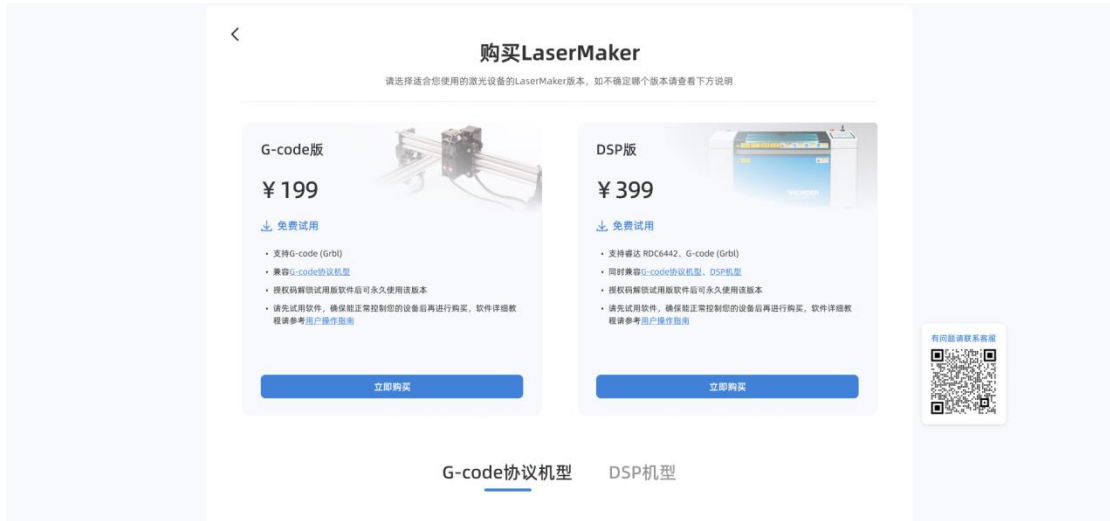 购买LaserMaker
请选择适合您使用的激光设备的LaserMaker版本，如不确定哪个版本请查看下方说明
G-code版
¥199
免费试用
• 支持G-code (Grbl)
• 兼容G-code协议机型
• 授权码解锁试用版软件后可永久使用该版本
• 请先试用软件，确保能正常控制您的设备后再进行购买，软件详细教
程请参考用户操作指南
立即购买
DSP版
¥399
免费试用
• 支持睿达 RDC6442、G-code (Grbl)
• 同时兼容G-code协议机型、DSP机型
• 授权码解锁试用版软件后可永久使用该版本
• 请先试用软件，确保能正常控制您的设备后再进行购买，软件详细教
程请参考用户操作指南
立即购买
有问题请联系客服
G-code协议机型
DSP机型